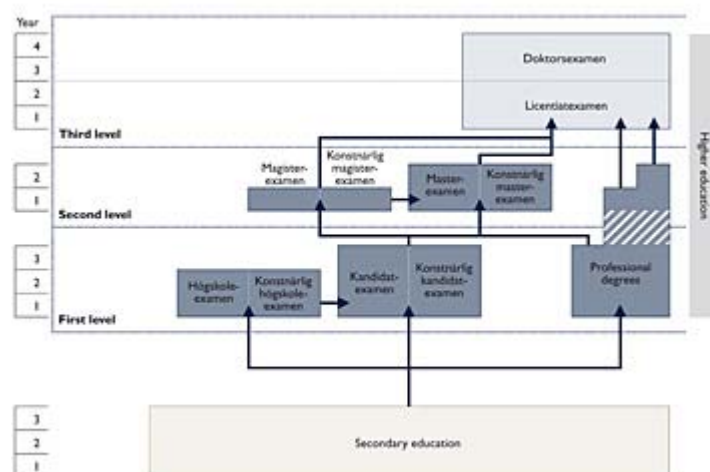 Year
4
3
2
1
Doktorsexamen
Licentiatexamen
Third level
Higher education
2
1
Magister-
examen
Konstnärlig
magister-
examen
Master-
examen
Konstnärlig
master-
examen
Second level
3
2
1
Högskole-
examen
Konstnärlig
högskole-
examen
Kandidat-
examen
Konstnärlig
kandidat-
examen
Professional
degrees
First level
3
2
1
Secondary education